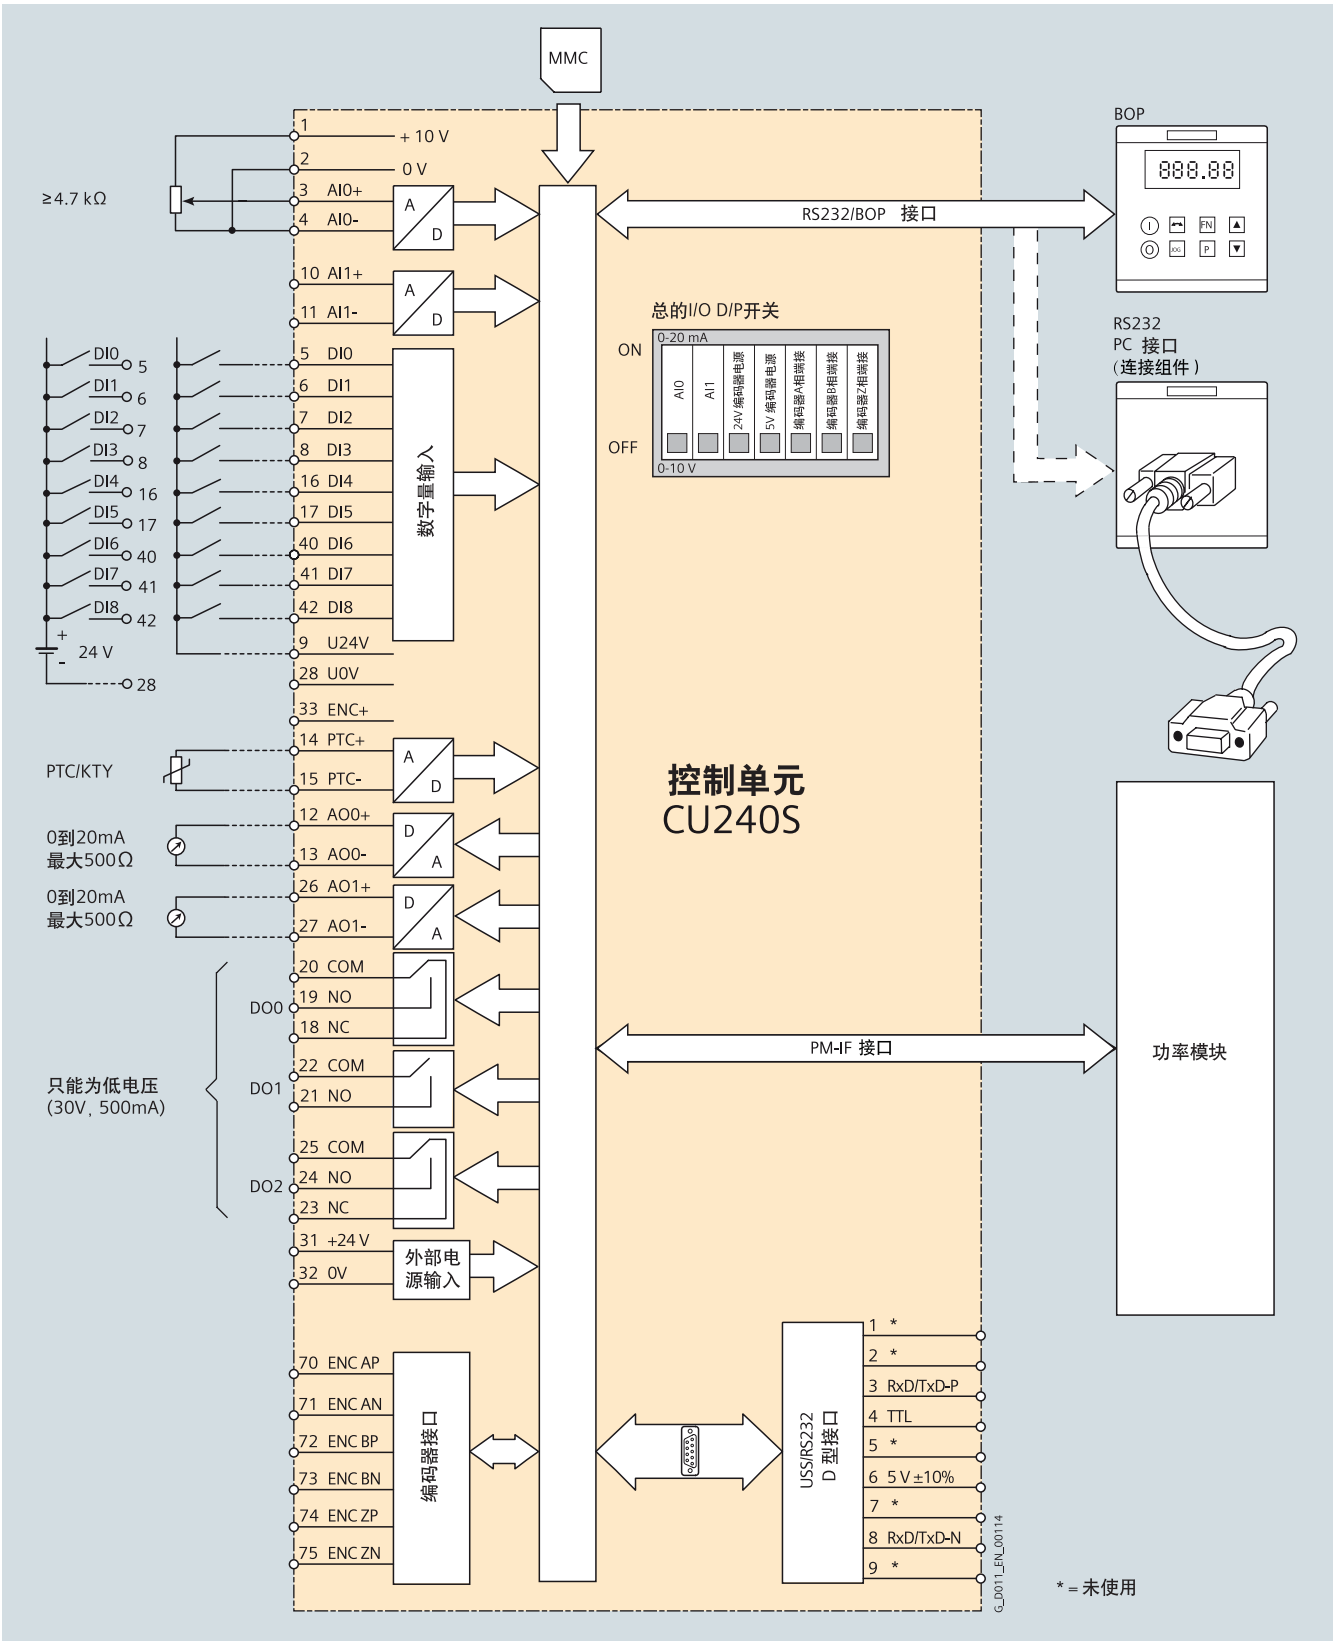 MMC
BOP
888.88
FN
JOG
P
I
O
1
+ 10 V
2
0 V
≥4.7 kΩ
3 AI0+
4 AI0-
A
D
RS232/BOP 接口
10 AI1+
11 AI1-
A
D
总的I/O D/P开关
ON
OFF
0-20 mA
AI0
AI1
24V 编码器电源
5V 编码器电源
编码器A相端接
编码器B相端接
编码器Z相端接
0-10 V
RS232
PC 接口
(连接组件)
DI0 5
DI1 6
DI2 7
DI3 8
DI4 16
DI5 17
DI6 40
DI7 41
DI8 42
+
-
24 V
28
5 DI0
6 DI1
7 DI2
8 DI3
16 DI4
17 DI5
40 DI6
41 DI7
42 DI8
数字量输入
9 U24V
28 U0V
33 ENC+
PTC/KTY
14 PTC+
15 PTC-
A
D
控制单元
CU240S
0到20mA
最大500Ω
12 AO0+
13 AO0-
D
A
0到20mA
最大500Ω
26 AO1+
27 AO1-
D
A
只能为低电压
(30V, 500mA)
DO0
20 COM
19 NO
18 NC
DO1
22 COM
21 NO
DO2
25 COM
24 NO
23 NC
PM-IF 接口
功率模块
31 +24 V
32 0V
外部电
源输入
70 ENC AP
71 ENC AN
72 ENC BP
73 ENC BN
74 ENC ZP
75 ENC ZN
编码器接口
USS/RS232
D 型接口
1 *
2 *
3 RxD/TxD-P
4 TTL
5 *
6 5 V ±10%
7 *
8 RxD/TxD-N
9 *
G_D011_EN_00114
* = 未使用